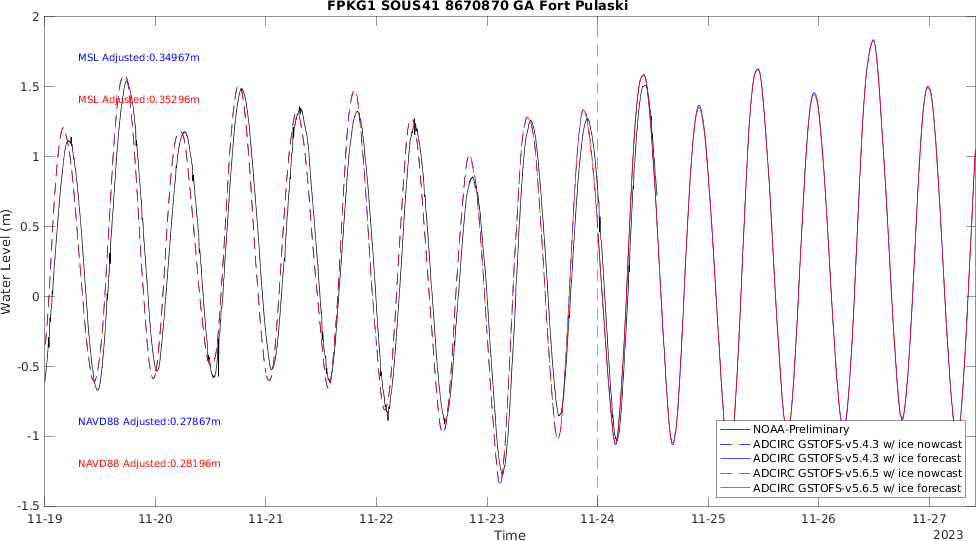 FPKG1 SOUS41 8670870 GA Fort Pulaski
2
1.5
1
0.5
0
-0.5
-1
-1.5
Water Level (m)
MSL Adjusted:0.34967m
MSL Adjusted:0.35296m
NAVD88 Adjusted:0.27867m
NAVD88 Adjusted:0.28196m
NOAA-Preliminary
ADCIRC GSTOFS-v5.4.3 w/ ice nowcast
ADCIRC GSTOFS-v5.4.3 w/ ice forecast
ADCIRC GSTOFS-v5.6.5 w/ ice nowcast
ADCIRC GSTOFS-v5.6.5 w/ ice forecast
11-19 11-20 11-21 11-22 11-23 11-24 11-25 11-26 11-27
Time
2023